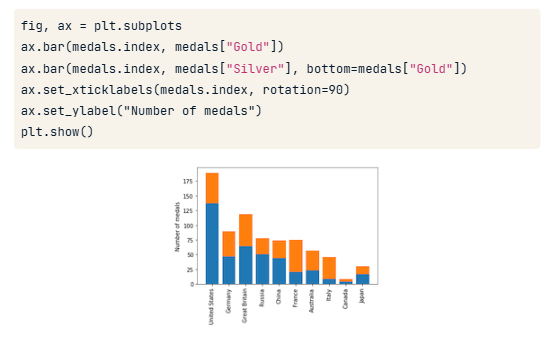 fig, ax = plt.subplots
ax.bar(medals.index, medals["Gold"])
ax.bar(medals.index, medals["Silver"], bottom=medals["Gold"])
ax.set_xticklabels(medals.index, rotation=90)
ax.set_ylabel("Number of medals")
plt.show()
Number of medals
175
150
125
100
75
50
25
0
United States
Germany
Great Britain
Russia
China
France
Australia
Italy
Canada
Japan